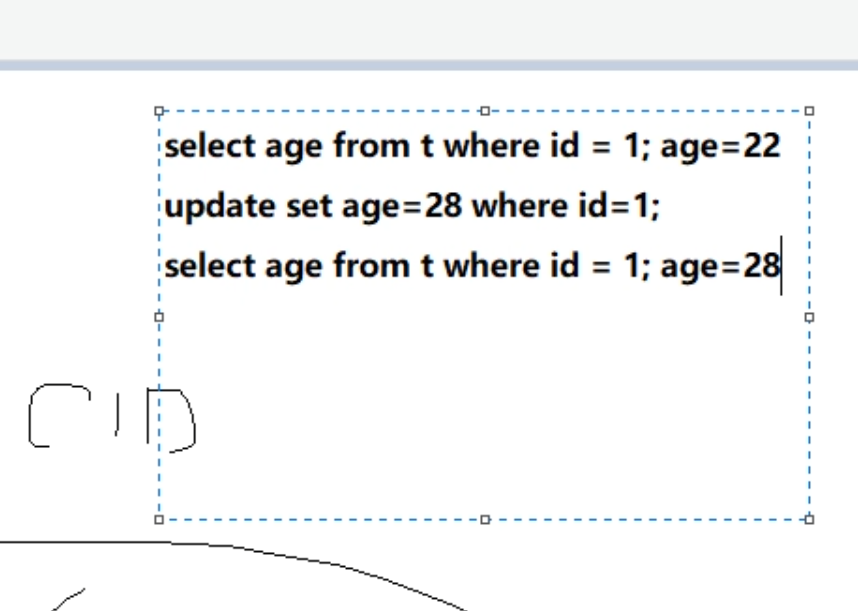 select age from t where id = 1; age=22
update set age=28 where id=1;
select age from t where id = 1; age=28
CID